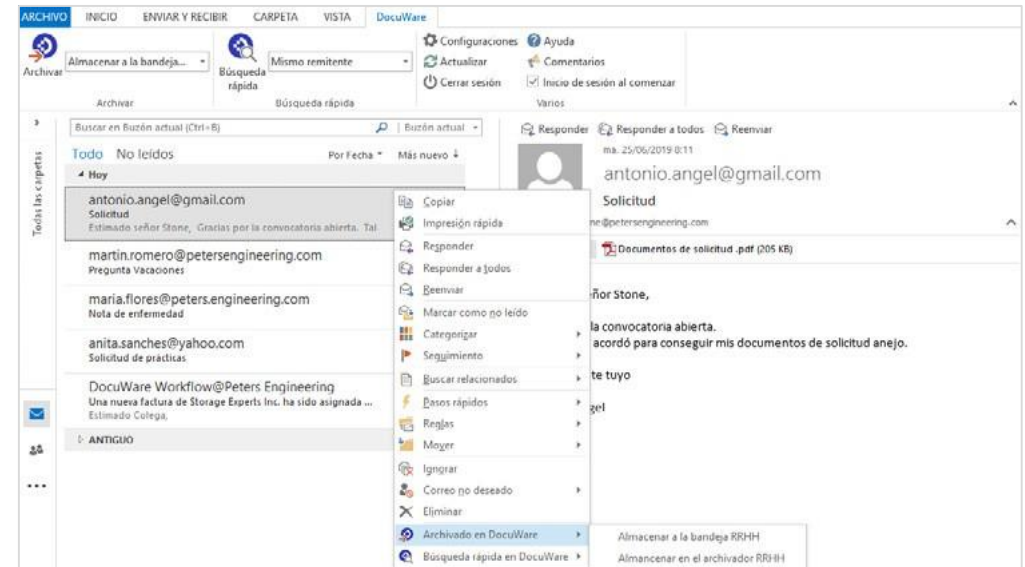 ARCHIVO INICIO ENVIAR Y RECIBIR CARPETA VISTA DocuWare
Archivar
Almacenar a la bandeja...
Búsqueda rápida
Mismo remitente
Configuraciones
Actualizar
Cerrar sesión
Ayuda
Comentarios
Inicio de sesión al comenzar
Archivar Búsqueda rápida Varios
Todas las carpetas
Buscar en Buzón actual (Ctrl+B) Buzón actual
Todo No leídos Por Fecha Más nuevo
Hoy
antonio.angel@gmail.com
Solicitud
Estimado señor Stone, Gracias por la convocatoria abierta. Tal
martin.romero@petersengineering.com
Pregunta Vacaciones
maria.flores@peters.engineering.com
Nota de enfermedad
anita.sanches@yahoo.com
Solicitud de prácticas
DocuWare Workflow@Peters Engineering
Una nueva factura de Storage Experts Inc. ha sido asignada ...
Estimado Colega,
ANTIGUO
Copiar
Impresión rápida
Responder
Responder a todos
Reenviar
Marcar como no leído
Categorizar
Seguimiento
Buscar relacionados
Pasos rápidos
Reglas
Mover
Ignorar
Correo no deseado
Eliminar
Archivado en DocuWare
Búsqueda rápida en DocuWare
Almacenar a la bandeja RRHH
Almancenar en el archivador RRHH
Responder Responder a todos Reenviar
ma. 25/06/2019 0:11
antonio.angel@gmail.com
Solicitud
ne@petersengineering.com
Documentos de solicitud .pdf (205 KB)
ñor Stone,
la convocatoria abierta.
acordó para conseguir mis documentos de solicitud anejo.
te tuyo
gel